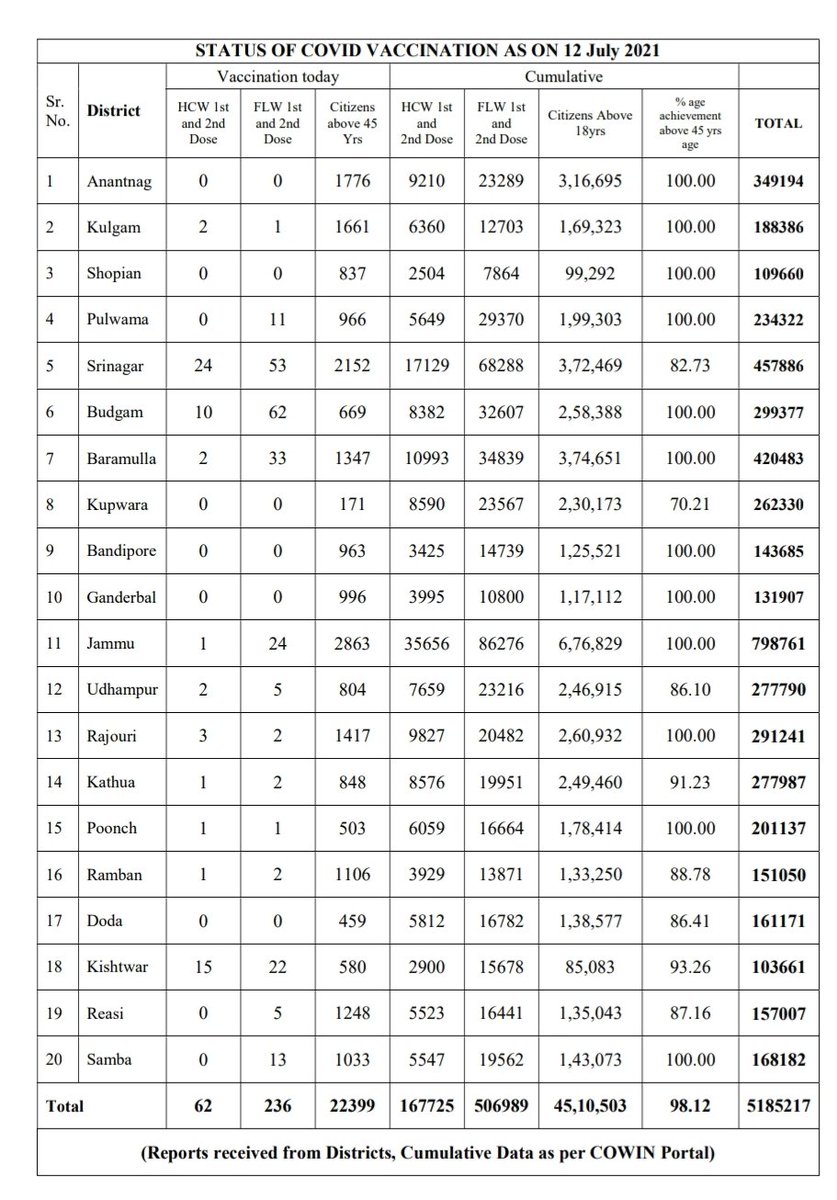 STATUS OF COVID VACCINATION AS ON 12 July 2021
Vaccination today Cumulative
Sr. No. District HCW 1st and 2nd Dose FLW 1st and 2nd Dose Citizens above 45 Yrs HCW 1st and 2nd Dose FLW 1st and 2nd Dose Citizens Above 18yrs % age achievement above 45 yrs age TOTAL
1 Anantnag 0 0 1776 9210 23289 3,16,695 100.00 349194
2 Kulgam 2 1 1661 6360 12703 1,69,323 100.00 188386
3 Shopian 0 0 837 2504 7864 99,292 100.00 109660
4 Pulwama 0 11 966 5649 29370 1,99,303 100.00 234322
5 Srinagar 24 53 2152 17129 68288 3,72,469 82.73 457886
6 Budgam 10 62 669 8382 32607 2,58,388 100.00 299377
7 Baramulla 2 33 1347 10993 34839 3,74,651 100.00 420483
8 Kupwara 0 0 171 8590 23567 2,30,173 70.21 262330
9 Bandipore 0 0 963 3425 14739 1,25,521 100.00 143685
10 Ganderbal 0 0 996 3995 10800 1,17,112 100.00 131907
11 Jammu 1 24 2863 35656 86276 6,76,829 100.00 798761
12 Udhampur 2 5 804 7659 23216 2,46,915 86.10 277790
13 Rajouri 3 2 1417 9827 20482 2,60,932 100.00 291241
14 Kathua 1 2 848 8576 19951 2,49,460 91.23 277987
15 Poonch 1 1 503 6059 16664 1,78,414 100.00 201137
16 Ramban 1 2 1106 3929 13871 1,33,250 88.78 151050
17 Doda 0 0 459 5812 16782 1,38,577 86.41 161171
18 Kishtwar 15 22 580 2900 15678 85,083 93.26 103661
19 Reasi 0 5 1248 5523 16441 1,35,043 87.16 157007
20 Samba 0 13 1033 5547 19562 1,43,073 100.00 168182
Total 62 236 22399 167725 506989 45,10,503 98.12 5185217
(Reports received from Districts, Cumulative Data as per COWIN Portal)